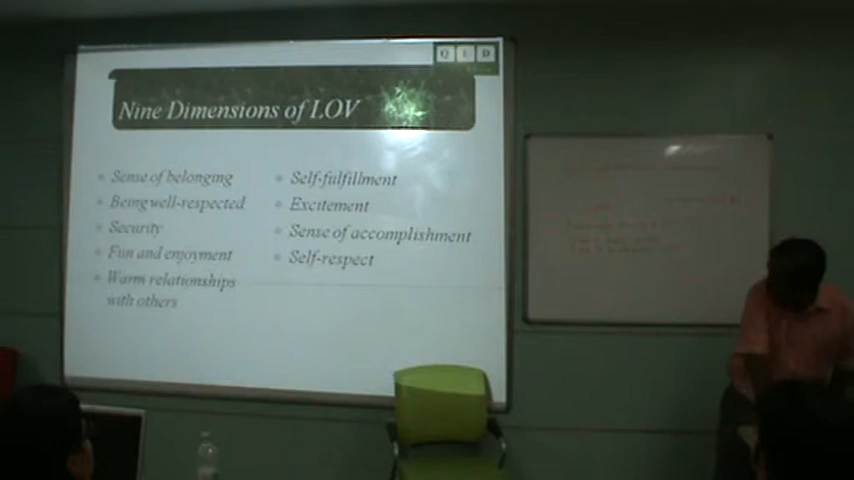 Q L D
Nine Dimensions of LOV
Sense of belonging
Being well-respected
Security
Fun and enjoyment
Warm relationships
with others
Self-fulfillment
Excitement
Sense of accomplishment
Self-respect